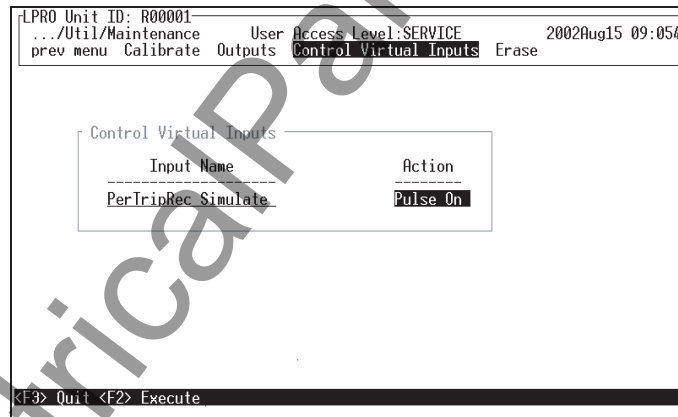 LPRO Unit ID: R00001
.../Util/Maintenance User Access Level:SERVICE 2002Aug15 09:054
prev menu Calibrate Outputs Control Virtual Inputs Erase
Control Virtual Inputs
Input Name Action
-------------------- --------
PerTripRec Simulate Pulse On
<F3> Quit <F2> Execute